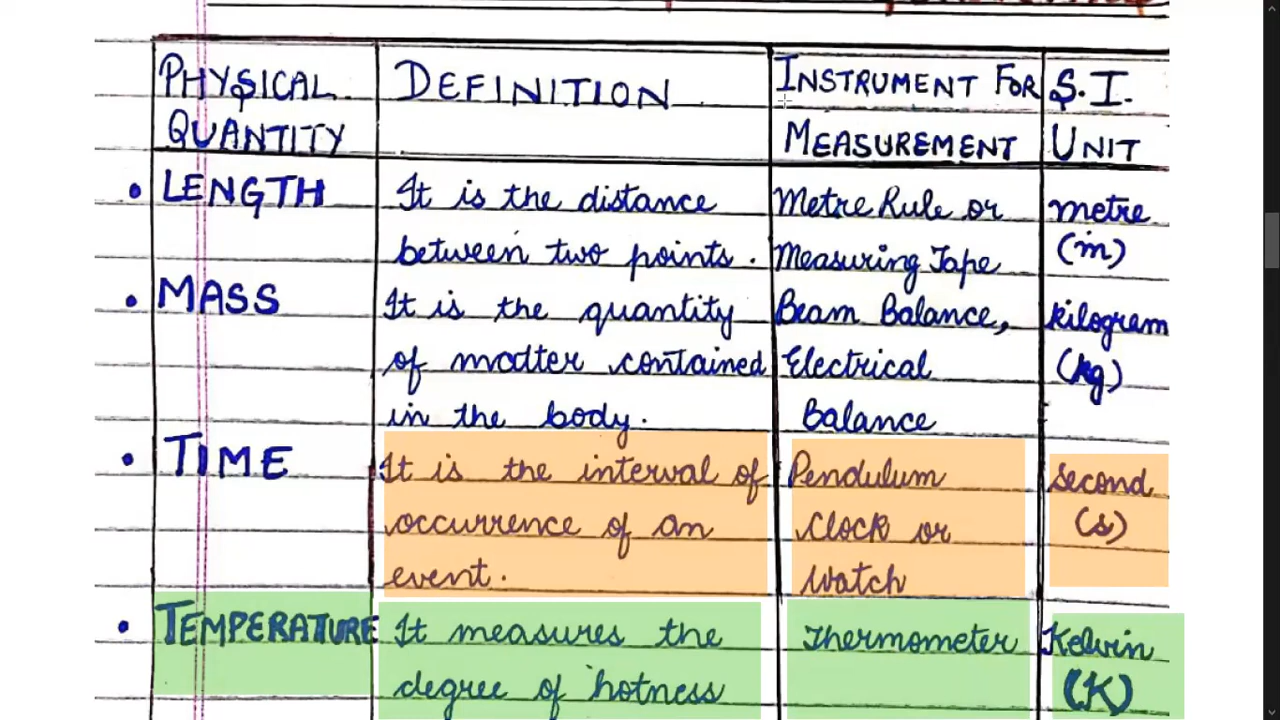 PHYSICAL QUANTITY | DEFINITION | INSTRUMENT FOR MEASUREMENT | S.I. UNIT
• LENGTH | It is the distance | Metre Rule or | metre
between two points. | Measuring Tape | (m)
• MASS | It is the quantity | Beam Balance, | kilogram
of matter contained | Electrical | (kg)
in the body. | Balance
• TIME | It is the interval of | Pendulum | second
occurrence of an | Clock or | (s)
event. | Watch
• TEMPERATURE | It measures the | Thermometer | Kelvin
degree of hotness | (K)